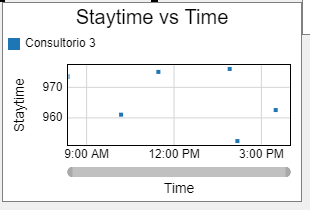 Staytime vs Time
Consultorio 3
Staytime
970
960
9:00 AM 12:00 PM 3:00 PM
Time